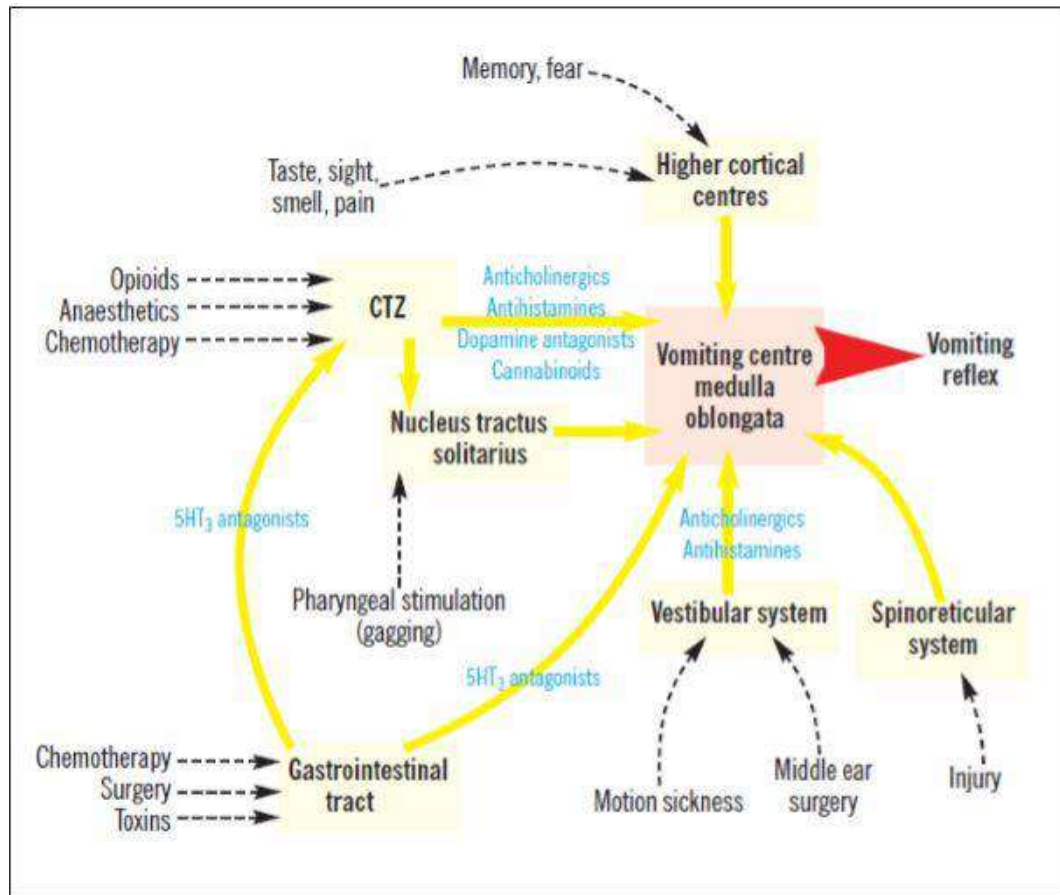 Memory, fear
Higher cortical
centres
Taste, sight,
smell, pain
Opioids
Anaesthetics
Chemotherapy
CTZ
Anticholinergics
Antihistamines
Dopamine antagonists
Cannabinoids
Vomiting centre
medulla
oblongata
Vomiting
reflex
Nucleus tractus
solitarius
5HT₃ antagonists
Pharyngeal stimulation
(gagging)
Anticholinergics
Antihistamines
Vestibular system
Spinoreticular
system
5HT₃ antagonists
Chemotherapy
Surgery
Toxins
Gastrointestinal
tract
Motion sickness
Middle ear
surgery
Injury